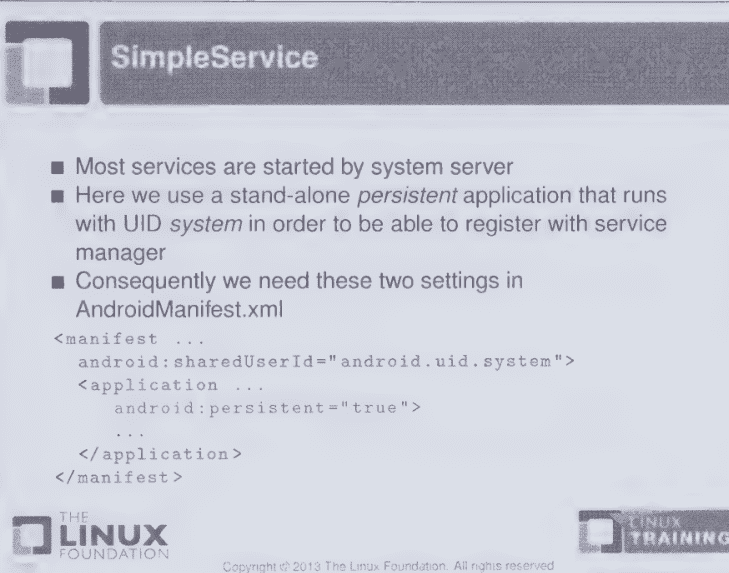 SimpleService
■ Most services are started by system server
■ Here we use a stand-alone persistent application that runs
with UID system in order to be able to register with service
manager
■ Consequently we need these two settings in
AndroidManifest.xml
<manifest ...
android:sharedUserId="android.uid.system">
<application ...
android:persistent="true">
...
</application>
</manifest>
THE
LINUX
FOUNDATION
LINUX
TRAINING
Copyright © 2013 The Linux Foundation. All rights reserved